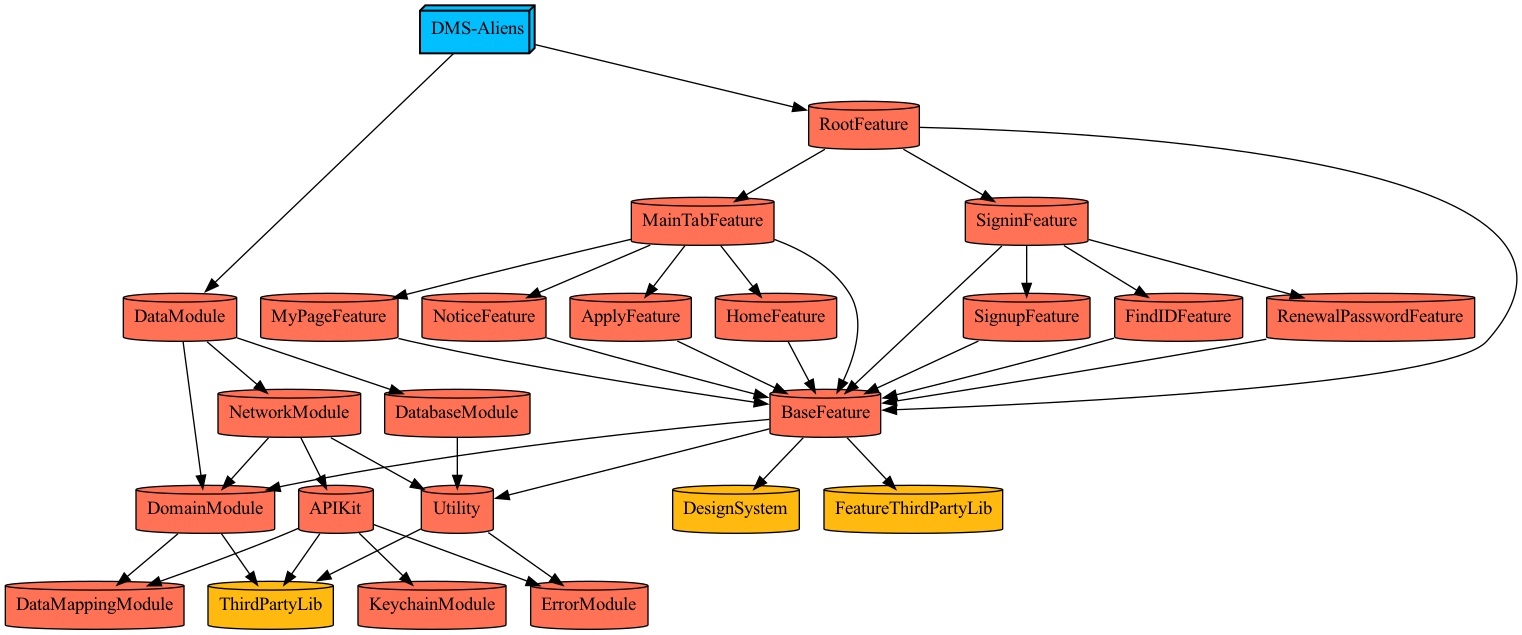 DMS-Aliens
RootFeature
MainTabFeature
SigninFeature
DataModule
MyPageFeature
NoticeFeature
ApplyFeature
HomeFeature
SignupFeature
FindIDFeature
RenewalPasswordFeature
NetworkModule
DatabaseModule
BaseFeature
DomainModule
APIKit
Utility
DesignSystem
FeatureThirdPartyLib
DataMappingModule
ThirdPartyLib
KeychainModule
ErrorModule